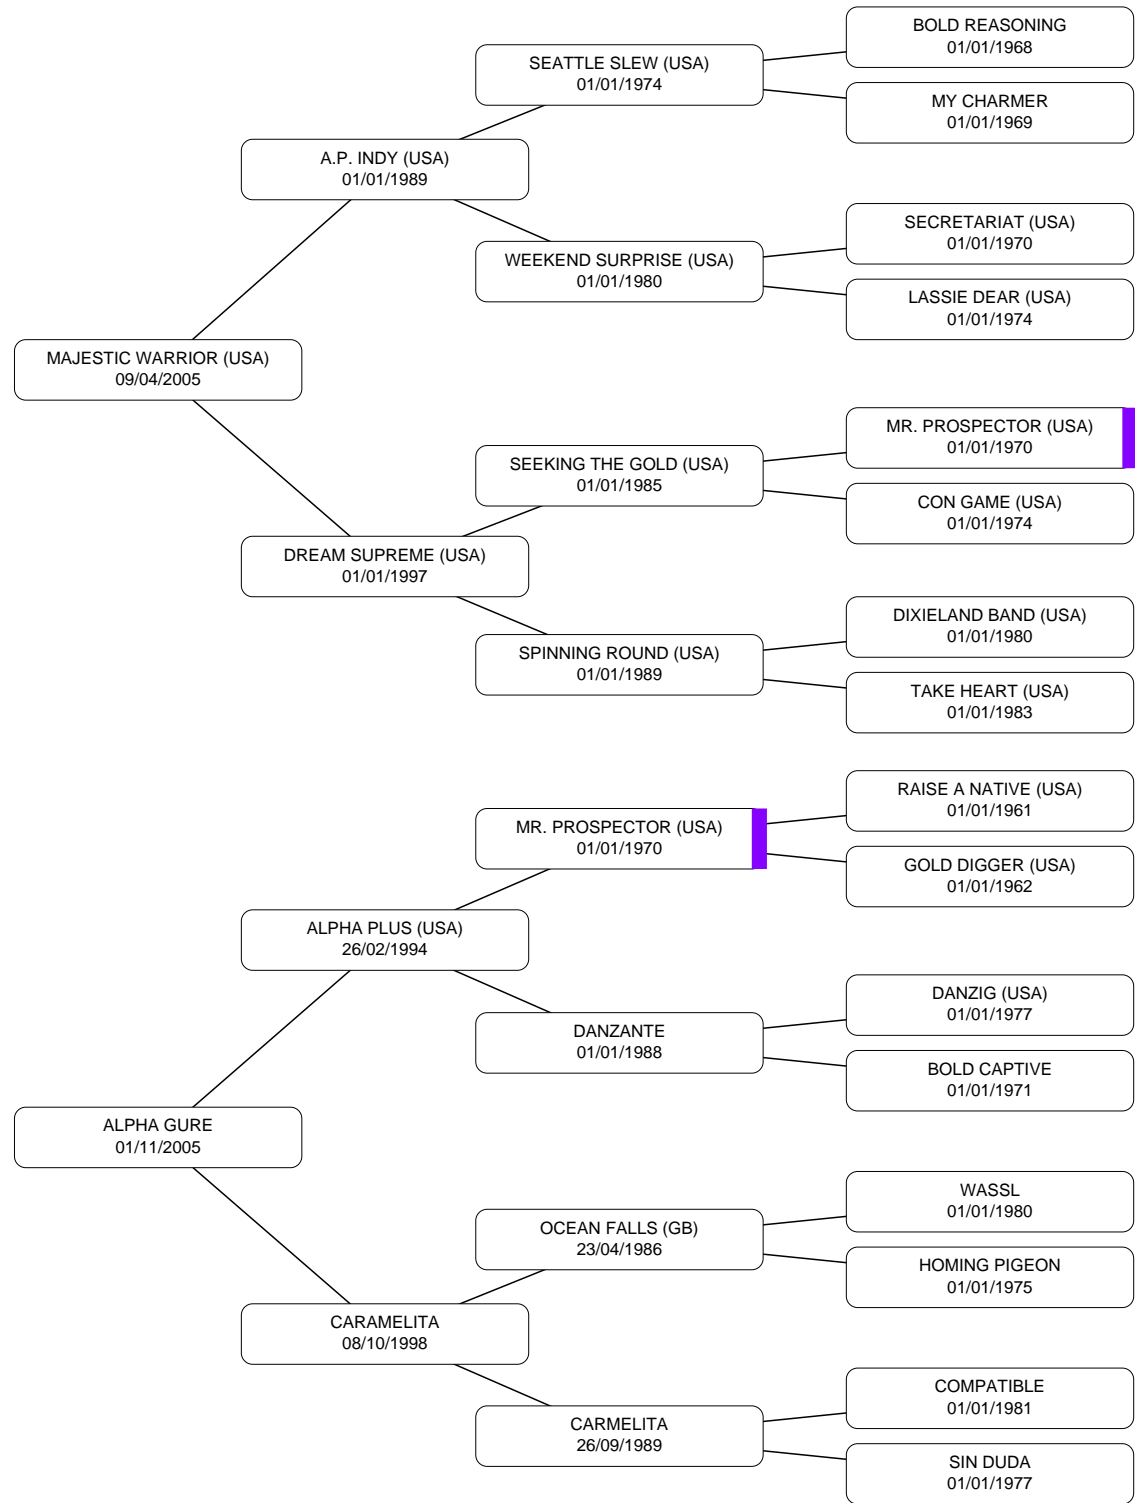 BOLD REASONING
01/01/1968
SEATTLE SLEW (USA)
01/01/1974
MY CHARMER
01/01/1969
A.P. INDY (USA)
01/01/1989
SECRETARIAT (USA)
01/01/1970
WEEKEND SURPRISE (USA)
01/01/1980
LASSIE DEAR (USA)
01/01/1974
MAJESTIC WARRIOR (USA)
09/04/2005
MR. PROSPECTOR (USA)
01/01/1970
SEEKING THE GOLD (USA)
01/01/1985
CON GAME (USA)
01/01/1974
DREAM SUPREME (USA)
01/01/1997
DIXIELAND BAND (USA)
01/01/1980
SPINNING ROUND (USA)
01/01/1989
TAKE HEART (USA)
01/01/1983
RAISE A NATIVE (USA)
01/01/1961
MR. PROSPECTOR (USA)
01/01/1970
GOLD DIGGER (USA)
01/01/1962
ALPHA PLUS (USA)
26/02/1994
DANZIG (USA)
01/01/1977
DANZANTE
01/01/1988
BOLD CAPTIVE
01/01/1971
ALPHA GURE
01/11/2005
WASSL
01/01/1980
OCEAN FALLS (GB)
23/04/1986
HOMING PIGEON
01/01/1975
CARAMELITA
08/10/1998
COMPATIBLE
01/01/1981
CARMELITA
26/09/1989
SIN DUDA
01/01/1977